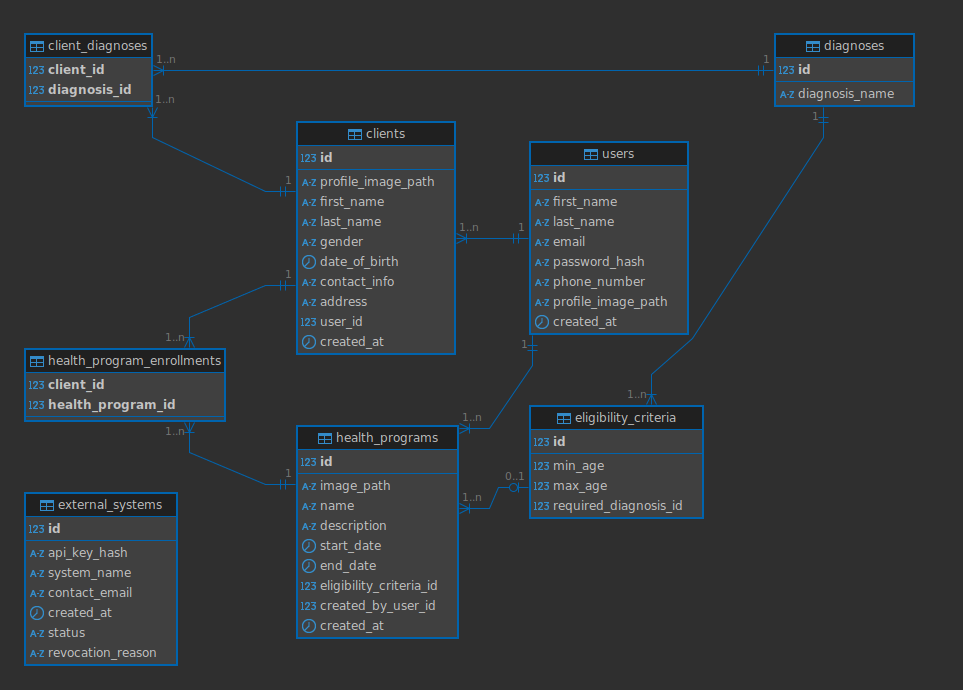 client_diagnoses
123 client_id
123 diagnosis_id
1..n
1
1..n
diagnoses
123 id
A-Z diagnosis_name
1
clients
123 id
A-Z profile_image_path
A-Z first_name
A-Z last_name
A-Z gender
date_of_birth
A-Z contact_info
A-Z address
123 user_id
created_at
1
1
1..n
1
users
123 id
A-Z first_name
A-Z last_name
A-Z email
A-Z password_hash
A-Z phone_number
A-Z profile_image_path
created_at
1
1..n
health_program_enrollments
123 client_id
123 health_program_id
1..n
1
1..n
health_programs
123 id
A-Z image_path
A-Z name
A-Z description
start_date
end_date
123 eligibility_criteria_id
123 created_by_user_id
created_at
1..n
0..1
1..n
eligibility_criteria
123 id
123 min_age
123 max_age
123 required_diagnosis_id
external_systems
123 id
A-Z api_key_hash
A-Z system_name
A-Z contact_email
created_at
A-Z status
A-Z revocation_reason